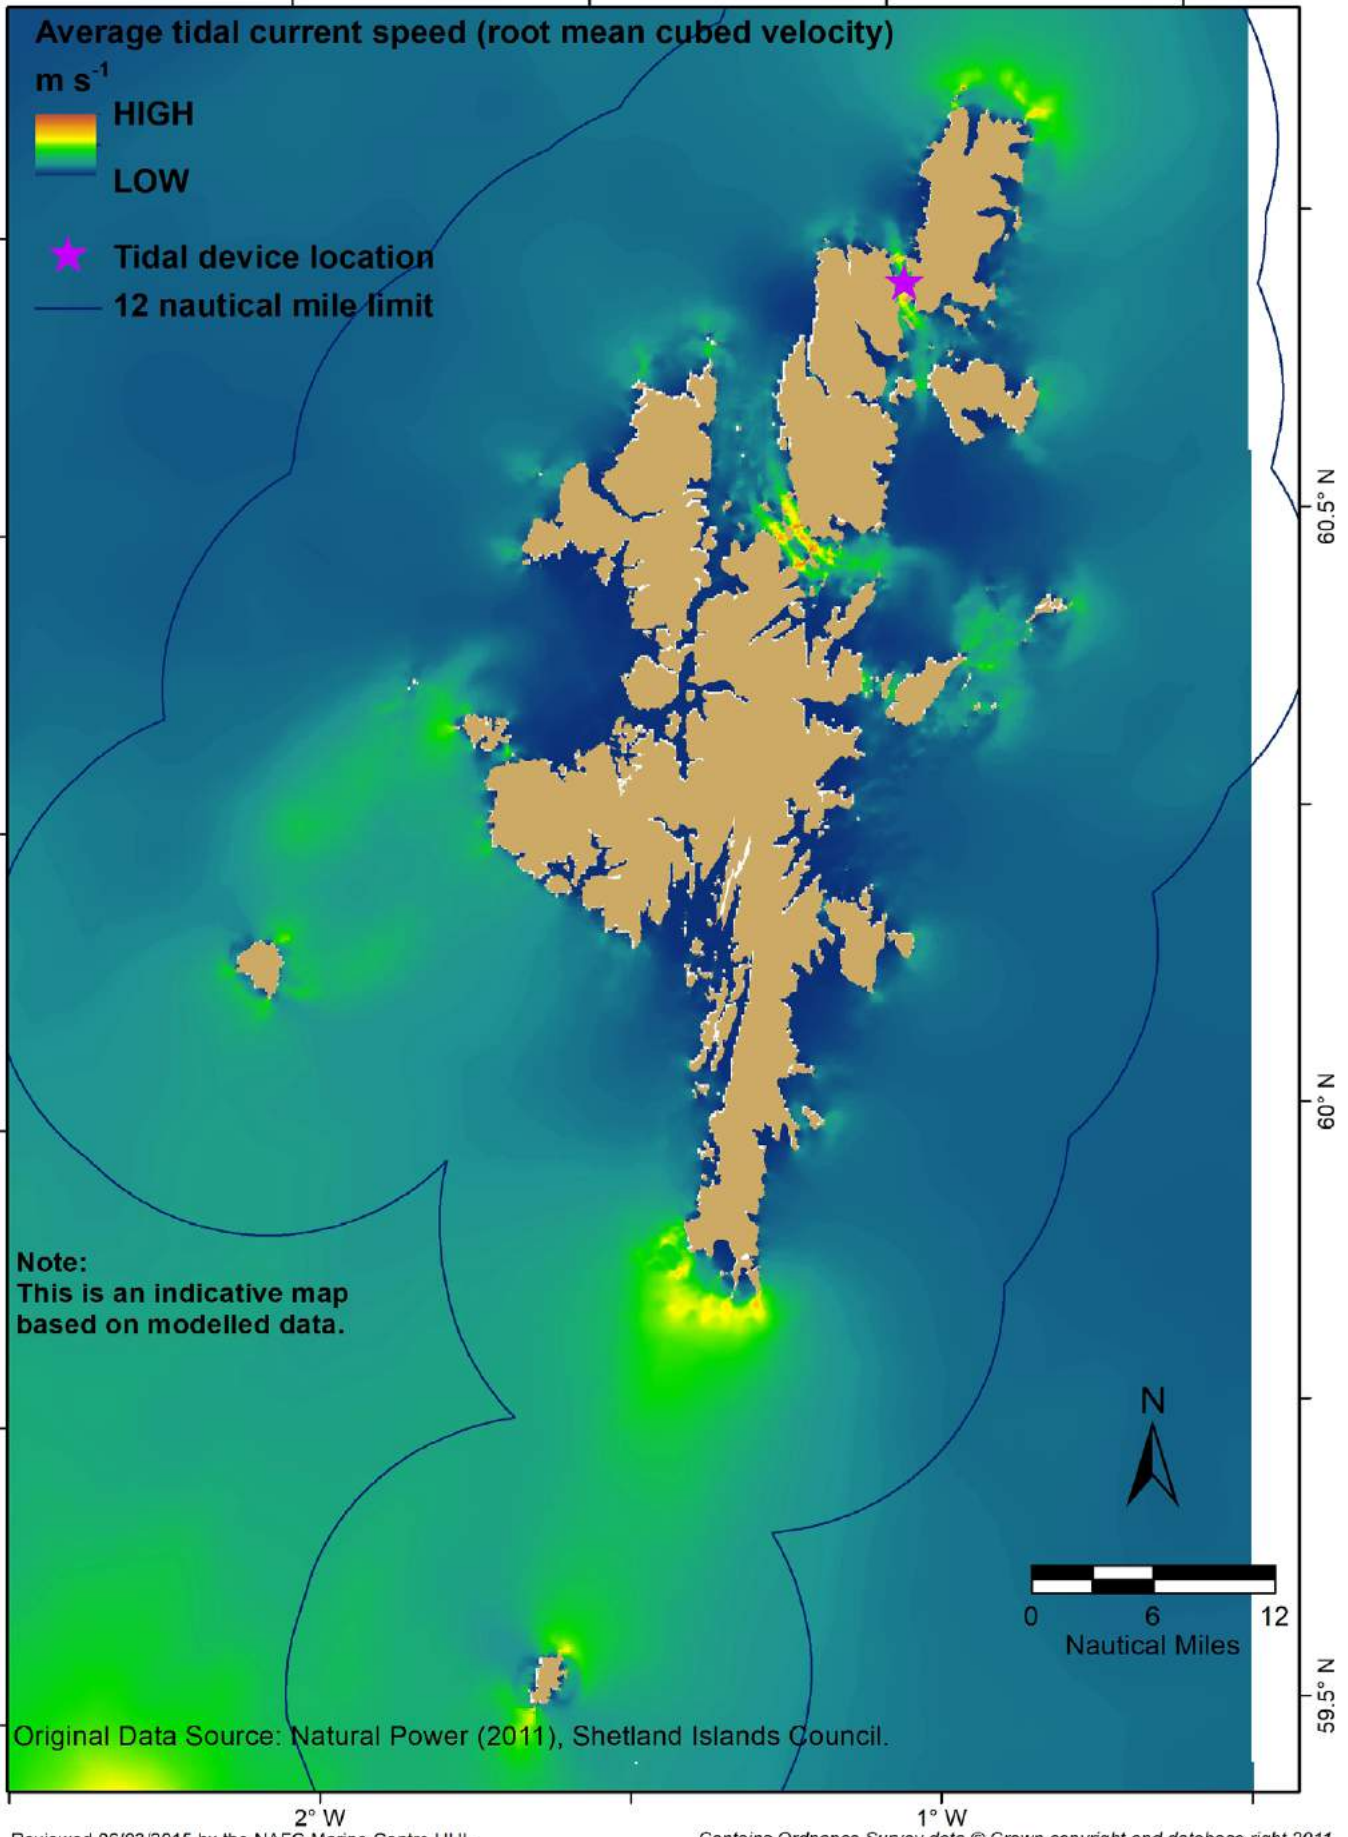 Average tidal current speed (root mean cubed velocity)
m s⁻¹
HIGH
LOW
Tidal device location
12 nautical mile limit
60.5° N
60° N
Note:
This is an indicative map
based on modelled data.
N
0 6 12
Nautical Miles
59.5° N
Original Data Source: Natural Power (2011), Shetland Islands Council.
2° W 1° W